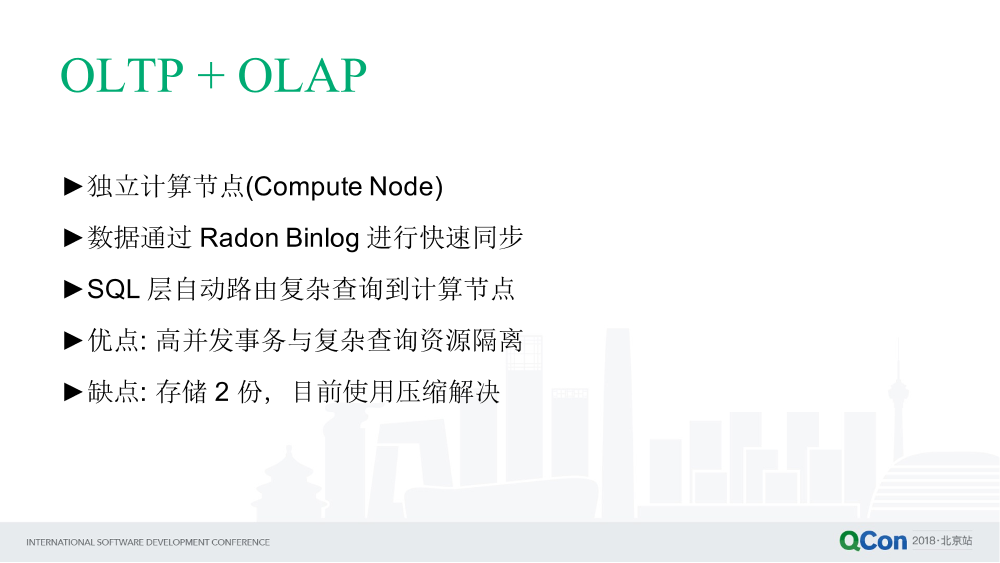 OLTP + OLAP
►独立计算节点(Compute Node)
►数据通过 Radon Binlog 进行快速同步
►SQL 层自动路由复杂查询到计算节点
►优点: 高并发事务与复杂查询资源隔离
►缺点: 存储 2 份，目前使用压缩解决
INTERNATIONAL SOFTWARE DEVELOPMENT CONFERENCE
QCon 2018·北京站